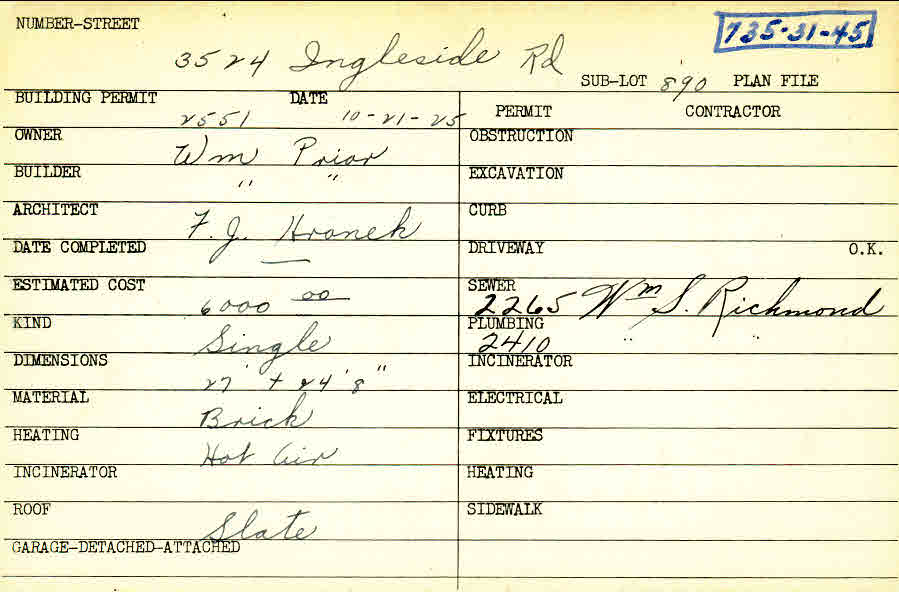 NUMBER-STREET
735-31-45
3524 Ingleside Rd
SUB-LOT 890 PLAN FILE
BUILDING PERMIT 2551 DATE 10-21-25
PERMIT CONTRACTOR
OWNER Wm Prior
OBSTRUCTION
BUILDER " "
EXCAVATION
ARCHITECT F. J. Hronek
CURB
DATE COMPLETED —
DRIVEWAY O.K.
ESTIMATED COST 6000 00
SEWER 2265 Wm S. Richmond
KIND Single
PLUMBING 2410 " "
DIMENSIONS 27' + 24' 8"
INCINERATOR
MATERIAL Brick
ELECTRICAL
HEATING Hot Air
FIXTURES
INCINERATOR
HEATING
ROOF Slate
SIDEWALK
GARAGE-DETACHED-ATTACHED